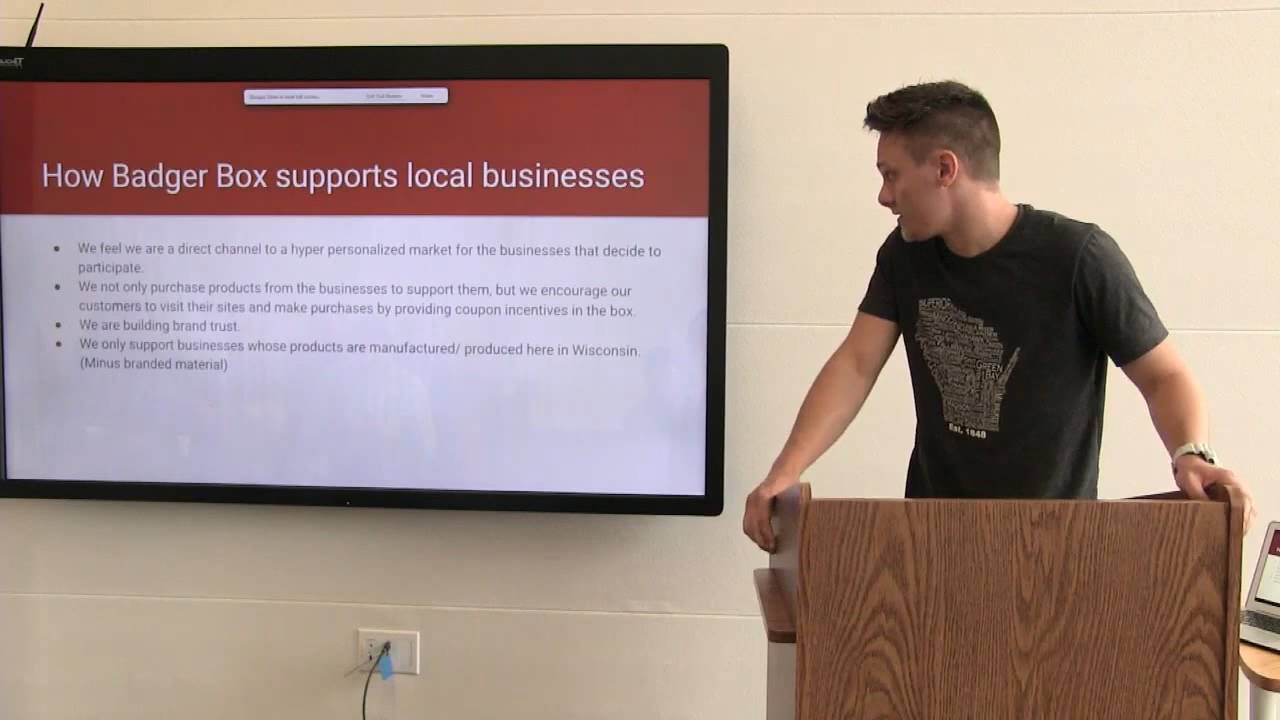 How Badger Box supports local businesses
We feel we are a direct channel to a hyper personalized market for the businesses that decide to
participate.
We not only purchase products from the businesses to support them, but we encourage our
customers to visit their sites and make purchases by providing coupon incentives in the box.
We are building brand trust.
We only support businesses whose products are manufactured/ produced here in Wisconsin.
(Minus branded material)
SUPERIOR
GREEN
BAY
Est. 1848